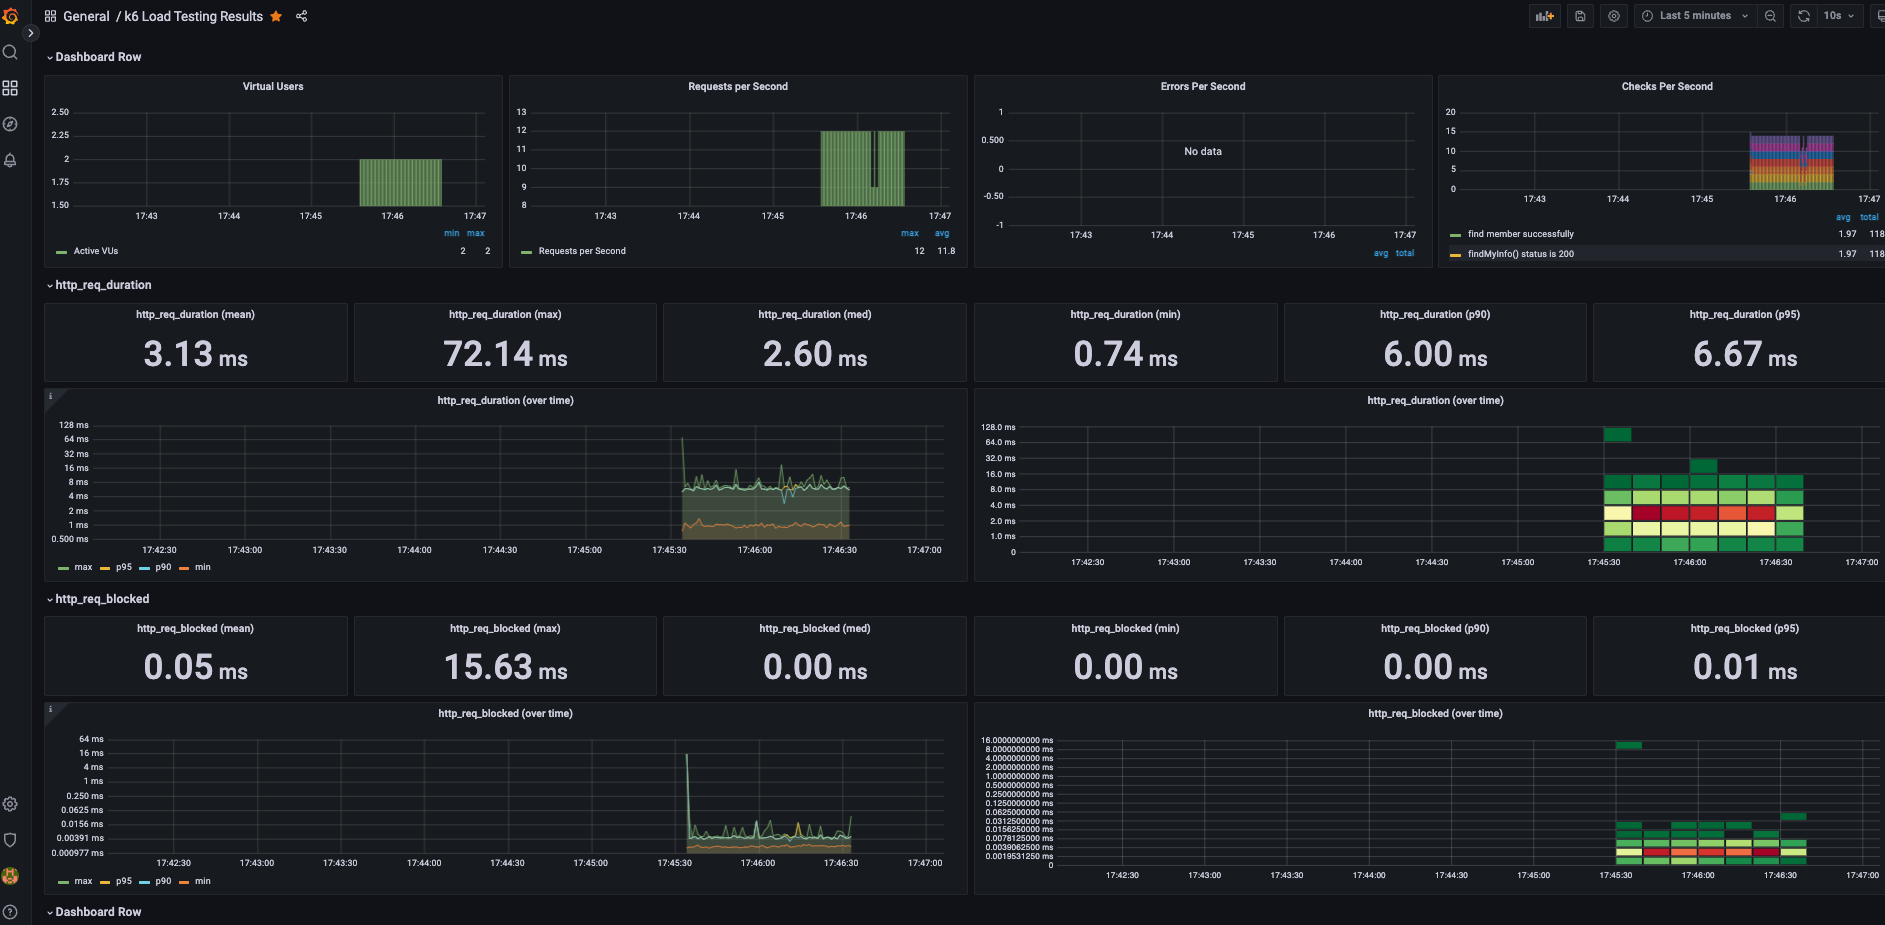 General / k6 Load Testing Results
Last 5 minutes
10s
Dashboard Row
Virtual Users
2.50
2.25
2
1.75
1.50
17:43 17:44 17:45 17:46 17:47
min max
Active VUs 2 2
Requests per Second
13
12
11
10
9
8
17:43 17:44 17:45 17:46 17:47
max avg
Requests per Second 12 11.8
Errors Per Second
1
0.500
0
-0.50
-1
No data
17:43 17:44 17:45 17:46 17:47
avg total
Checks Per Second
20
15
10
5
0
17:43 17:44 17:45 17:46 17:47
avg total
find member successfully 1.97 118
findMyInfo() status is 200 1.97 118
http_req_duration
http_req_duration (mean)
3.13 ms
http_req_duration (max)
72.14 ms
http_req_duration (med)
2.60 ms
http_req_duration (min)
0.74 ms
http_req_duration (p90)
6.00 ms
http_req_duration (p95)
6.67 ms
i
http_req_duration (over time)
128 ms
64 ms
32 ms
16 ms
8 ms
4 ms
2 ms
1 ms
0.500 ms
17:42:30 17:43:00 17:43:30 17:44:00 17:44:30 17:45:00 17:45:30 17:46:00 17:46:30 17:47:00
max p95 p90 min
http_req_duration (over time)
128.0 ms
64.0 ms
32.0 ms
16.0 ms
8.0 ms
4.0 ms
2.0 ms
1.0 ms
0
17:42:30 17:43:00 17:43:30 17:44:00 17:44:30 17:45:00 17:45:30 17:46:00 17:46:30 17:47:00
http_req_blocked
http_req_blocked (mean)
0.05 ms
http_req_blocked (max)
15.63 ms
http_req_blocked (med)
0.00 ms
http_req_blocked (min)
0.00 ms
http_req_blocked (p90)
0.00 ms
http_req_blocked (p95)
0.01 ms
i
http_req_blocked (over time)
64 ms
16 ms
4 ms
1 ms
0.250 ms
0.0625 ms
0.0156 ms
0.00391 ms
0.000977 ms
17:42:30 17:43:00 17:43:30 17:44:00 17:44:30 17:45:00 17:45:30 17:46:00 17:46:30 17:47:00
max p95 p90 min
http_req_blocked (over time)
16.0000000000 ms
8.0000000000 ms
4.0000000000 ms
2.0000000000 ms
1.0000000000 ms
0.5000000000 ms
0.2500000000 ms
0.1250000000 ms
0.0625000000 ms
0.0312500000 ms
0.0156250000 ms
0.0078125000 ms
0.0039062500 ms
0.0019531250 ms
0
17:42:30 17:43:00 17:43:30 17:44:00 17:44:30 17:45:00 17:45:30 17:46:00 17:46:30 17:47:00
Dashboard Row